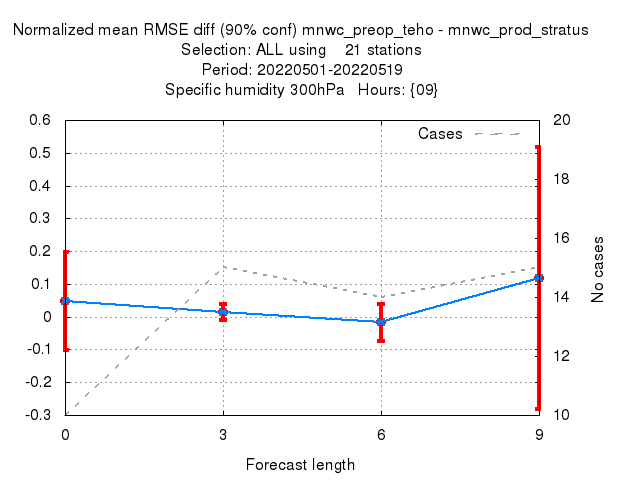 Normalized mean RMSE diff (90% conf) mnwc_preop_teho - mnwc_prod_stratus
Selection: ALL using 21 stations
Period: 20220501-20220519
Specific humidity 300hPa Hours: {09}
Cases
0.6
0.5
0.4
0.3
0.2
0.1
0
-0.1
-0.2
-0.3
20
18
16
14
12
10
No cases
0 3 6 9
Forecast length